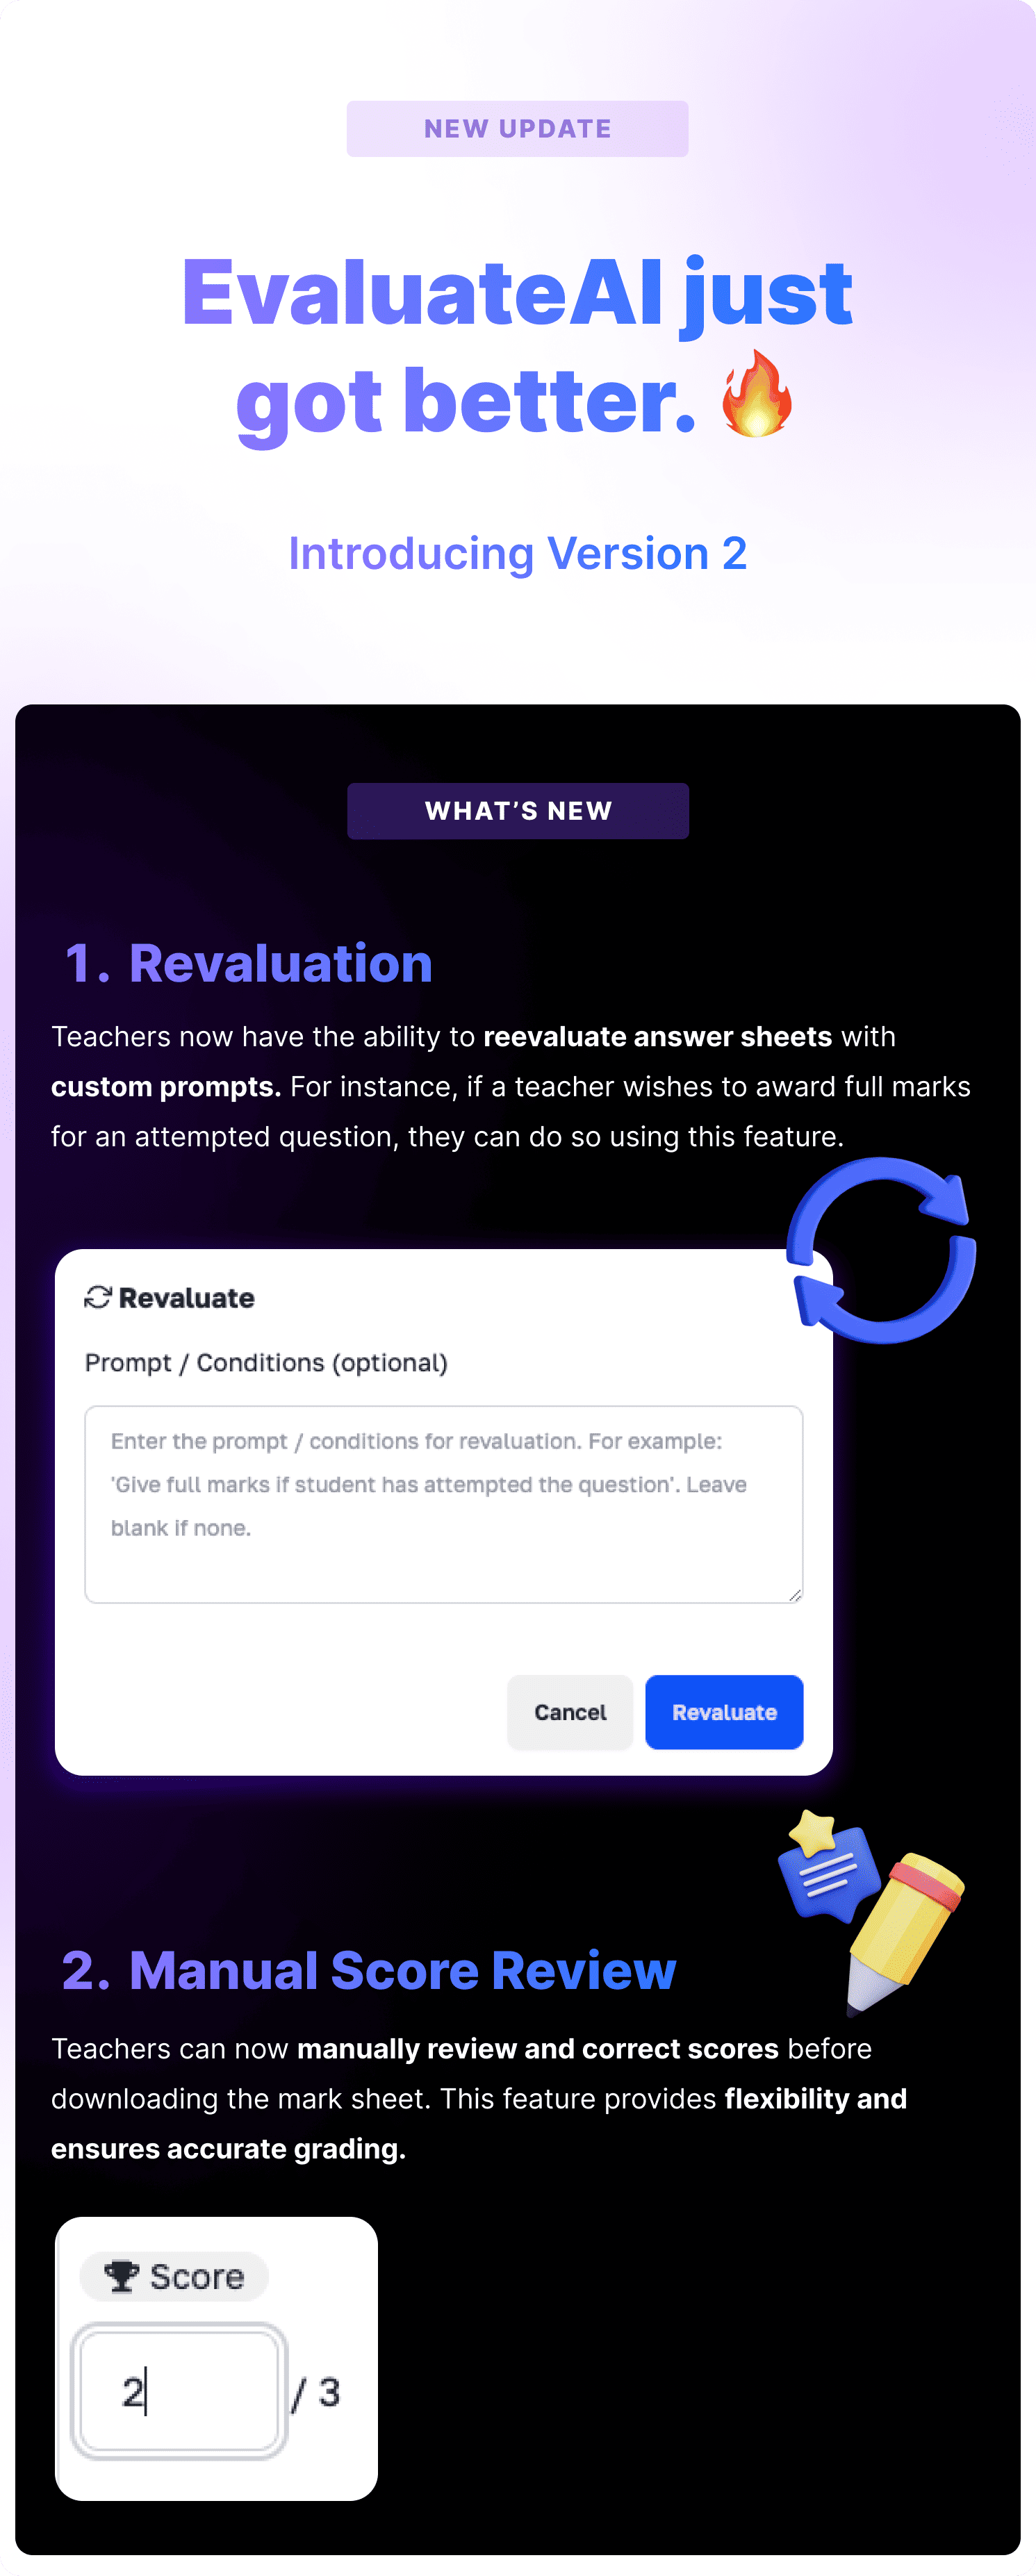 NEW UPDATE
EvaluateAI just
got better. 🔥
Introducing Version 2
WHAT’S NEW
1. Revaluation
Teachers now have the ability to reevaluate answer sheets with
custom prompts. For instance, if a teacher wishes to award full marks
for an attempted question, they can do so using this feature.
Revaluate
Prompt / Conditions (optional)
Enter the prompt / conditions for revaluation. For example:
'Give full marks if student has attempted the question'. Leave
blank if none.
Cancel Revaluate
2. Manual Score Review
Teachers can now manually review and correct scores before
downloading the mark sheet. This feature provides flexibility and
ensures accurate grading.
Score
2 / 3